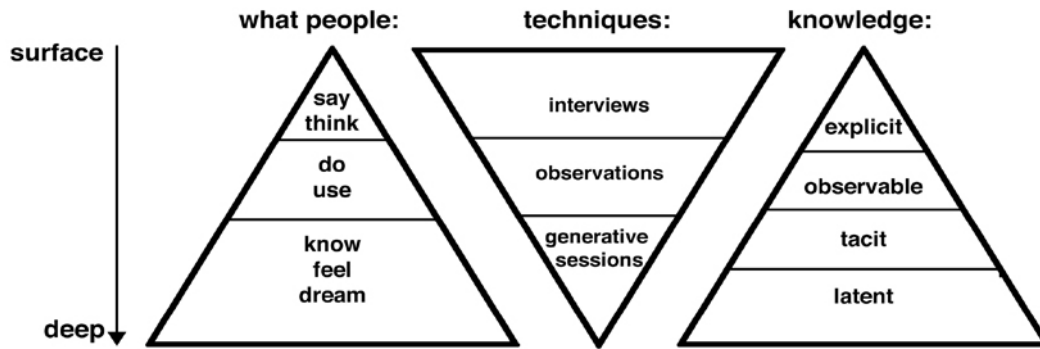 what people:
techniques:
knowledge:
surface
say
think
do
use
know
feel
dream
interviews
observations
generative
sessions
explicit
observable
tacit
latent
deep